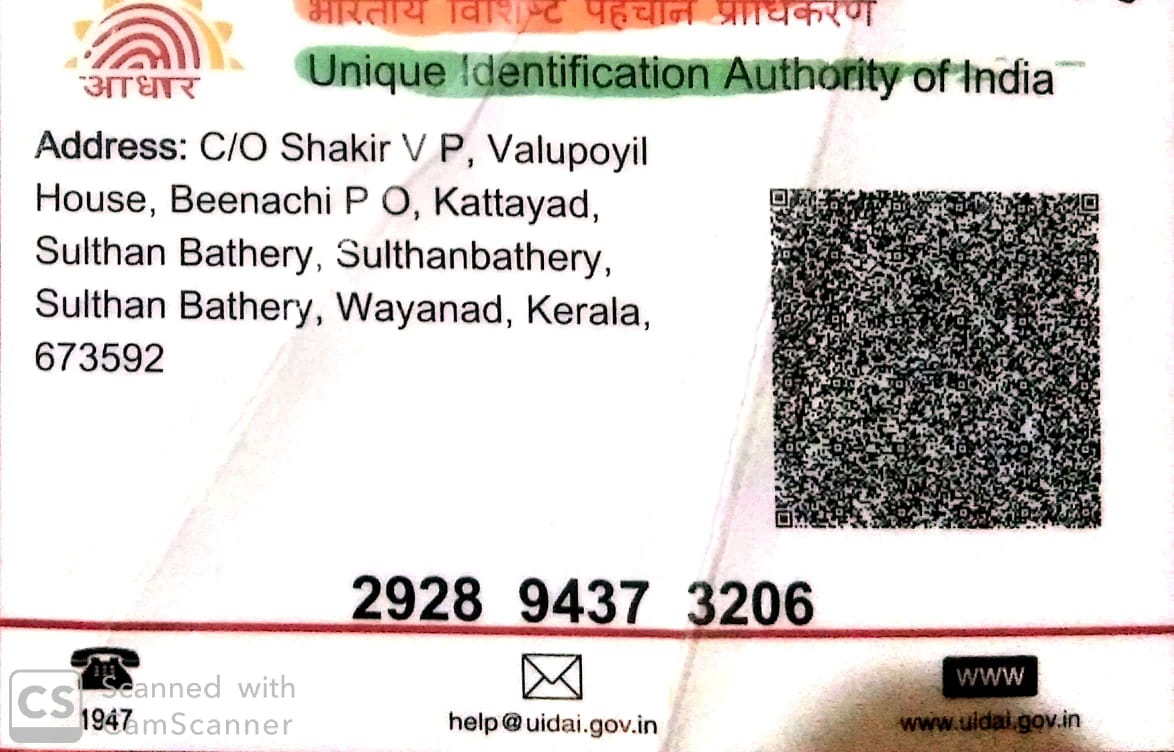 भारतीय विशिष्ट पहचान प्राधिकरण
Unique Identification Authority of India
आधार
Address: C/O Shakir V P, Valupoyil
House, Beenachi P O, Kattayad,
Sulthan Bathery, Sulthanbathery,
Sulthan Bathery, Wayanad, Kerala,
673592
2928 9437 3206
1947
help@uidai.gov.in
www
www.uidai.gov.in
CS
Scanned with
CamScanner